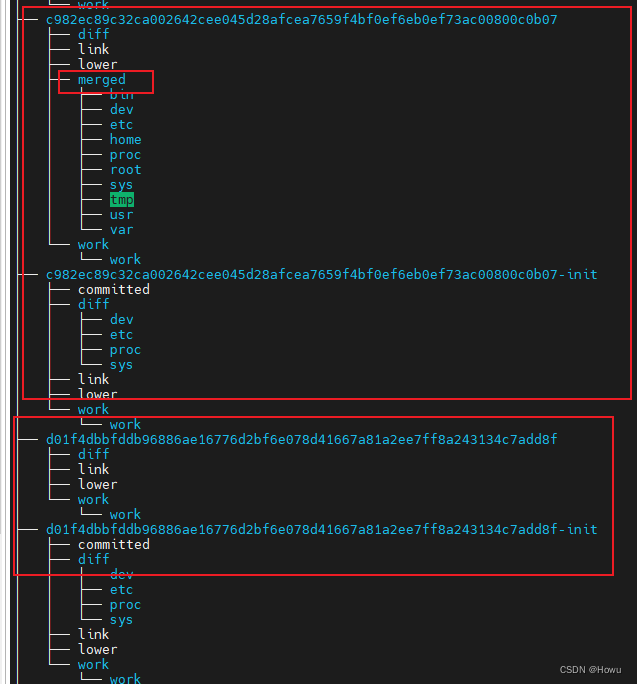 work
c982ec89c32ca002642cee045d28afcea7659f4bf0ef6eb0ef73ac00800c0b07
diff
link
lower
merged
bin
dev
etc
home
proc
root
sys
tmp
usr
var
work
work
c982ec89c32ca002642cee045d28afcea7659f4bf0ef6eb0ef73ac00800c0b07-init
committed
diff
dev
etc
proc
sys
link
lower
work
work
d01f4dbbfddb96886ae16776d2bf6e078d41667a81a2ee7ff8a243134c7add8f
diff
link
lower
work
work
d01f4dbbfddb96886ae16776d2bf6e078d41667a81a2ee7ff8a243134c7add8f-init
committed
diff
dev
etc
proc
sys
link
lower
work
work
CSDN @Howu